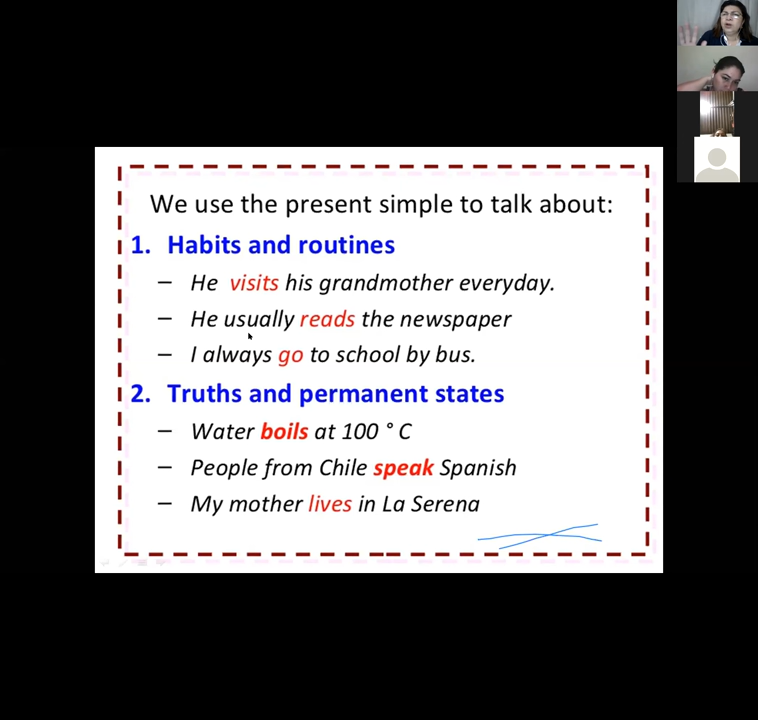 We use the present simple to talk about:
1. Habits and routines
– He visits his grandmother everyday.
– He usually reads the newspaper
– I always go to school by bus.
2. Truths and permanent states
– Water boils at 100 ° C
– People from Chile speak Spanish
– My mother lives in La Serena